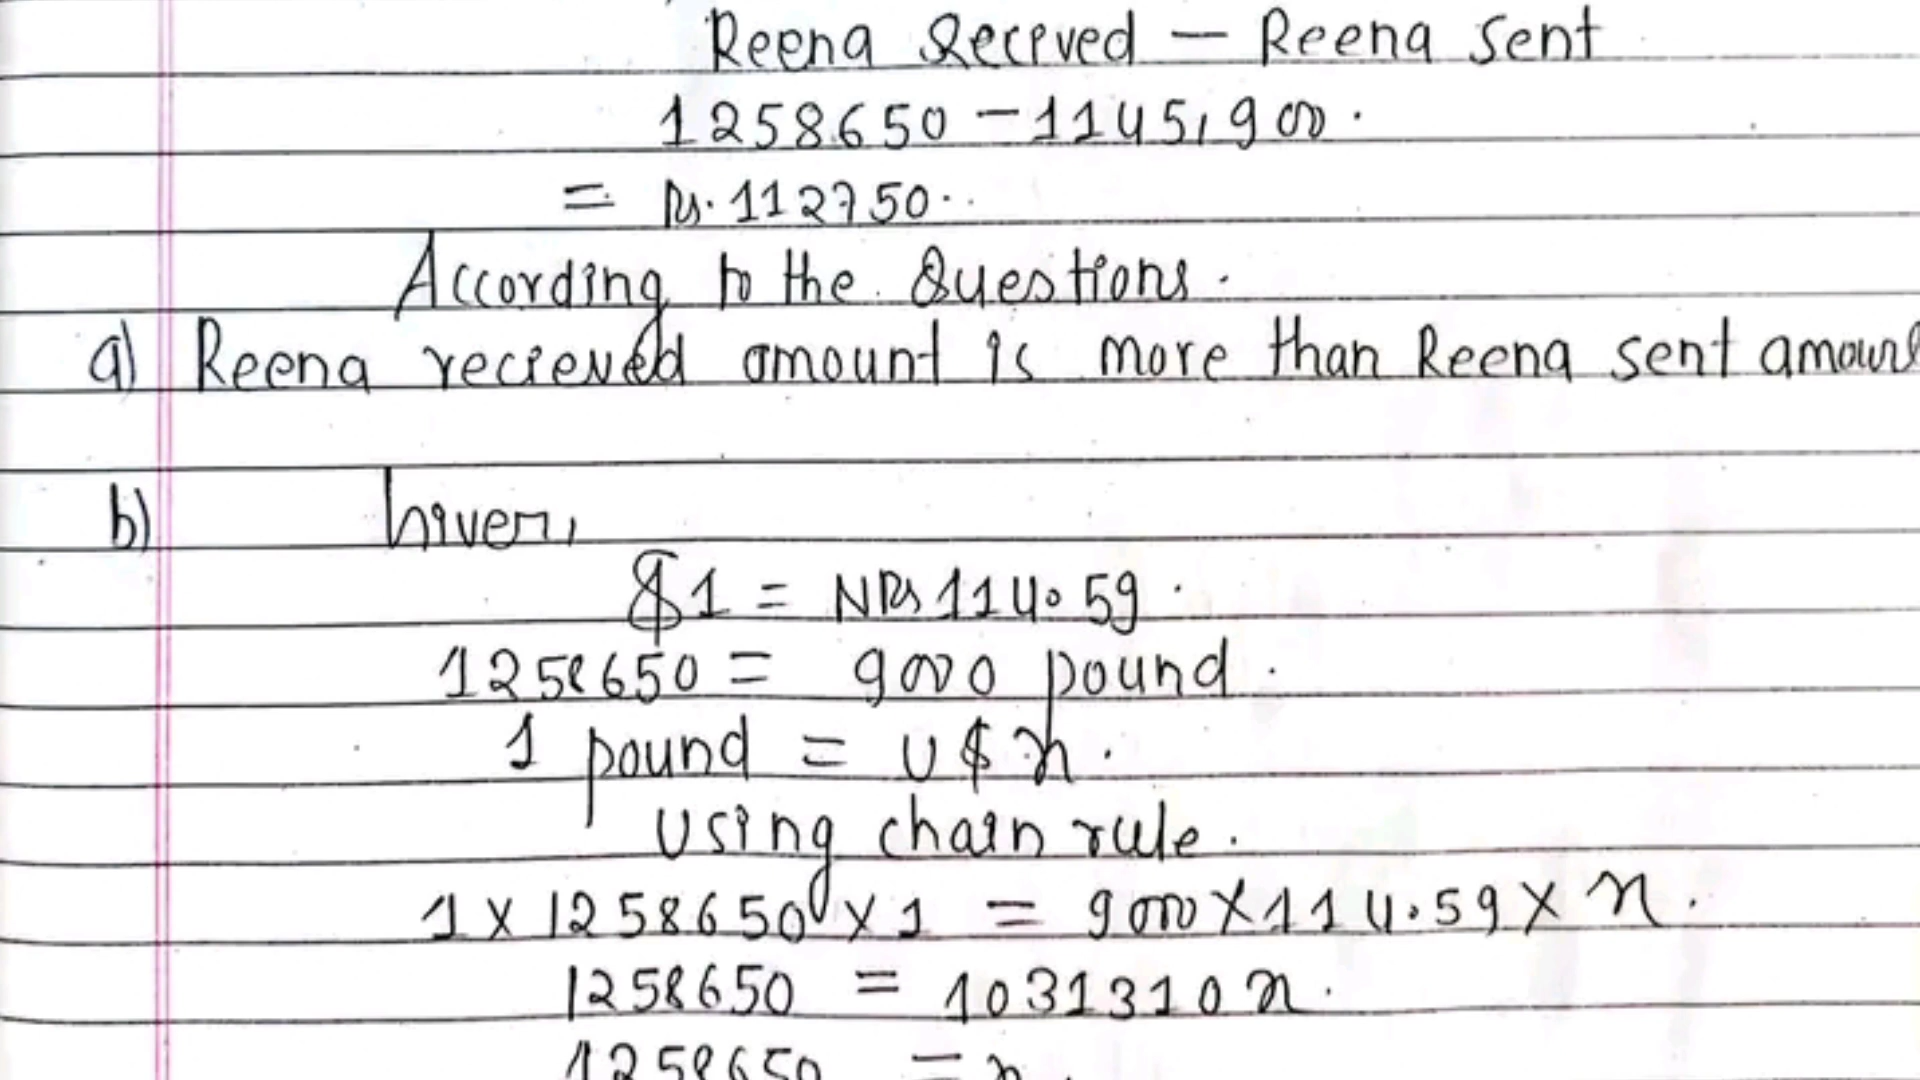 Reena Recived - Reena sent
1258650 - 1145,900.
= Rs. 112750.
According to the Questions.
a) Reena recieved amount is more than Reena sent amount
b) Given,
$1 = NRs 114.59.
1258650 = 9000 pound.
1 pound = U$ x.
Using chain rule.
1 x 1258650 x 1 = 9000 x 114.59 x x.
1258650 = 1031310 x.
1258650 = x.